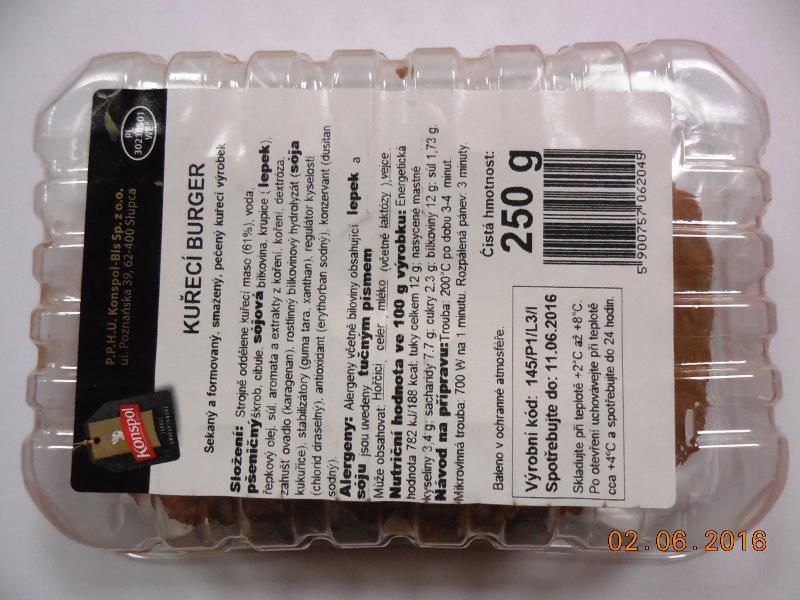 P.P.H.U. Konspol-Bis Sp. z o.o.
ul. Poznańska 39, 62-400 Słupca
PL
30230501
WE
Konspol
KUŘECÍ BURGER
Sekaný a formovaný, smažený, pečený kuřecí výrobek
Složení: Strojně oddělené kuřecí maso (61%), voda,
pšeničný škrob, cibule, sójová bílkovina, krupice (lepek),
řepkový olej, sůl, aromata a extrakty z koření, koření, dextróza,
zahušť ovadlo (karagenan), rostlinný bílkovinový hydrolyzát (sója
kukuřice), stabilizátory (guma tara, xanthan), regulátor kyselosti
(chlorid draselný), antioxidant (erythorban sodný), konzervant (dusitan
sodný).
Alergeny: Alergeny včetně bíloviny obsahující lepek a
sóju jsou uvedeny tučným písmem
Může obsahovat: Hořčici, celer, mléko (včetně laktózy), vejce
Nutriční hodnota ve 100 g výrobku: Energetická
hodnota 782 kJ/188 kcal; tuky celkem 12 g; nasycené mastné
kyseliny 3,4 g; sacharidy 7,7 g; cukry 2,3 g; bílkoviny 12 g; sůl 1,73 g.
Návod na přípravu: Trouba: 200°C po dobu 3-4 minut.
Mikrovlnná trouba: 700 W na 1 minutu. Rozpálená pánev: 3 minuty.
Čistá hmotnost:
250 g
Baleno v ochranné atmosféře.
Výrobní kód: 145/P1/L3/I
Spotřebujte do: 11.06.2016
Skladujte při teplotě +2°C až +8°C.
Po otevření uchovávejte při teplotě
cca +4°C a spotřebujte do 24 hodin.
5 900757 062045
02.06.2016